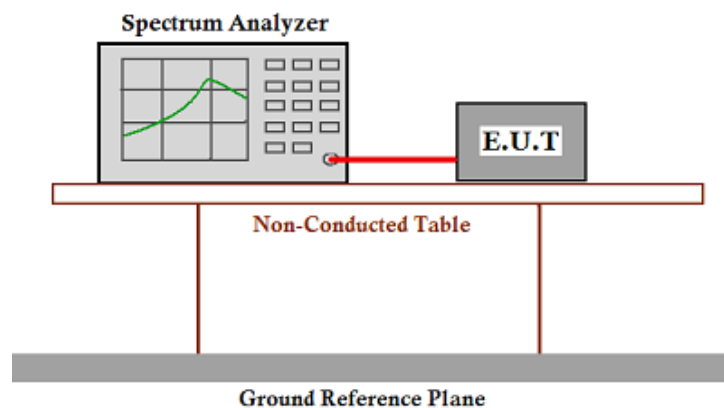 Spectrum Analyzer
E.U.T
Non-Conducted Table
Ground Reference Plane